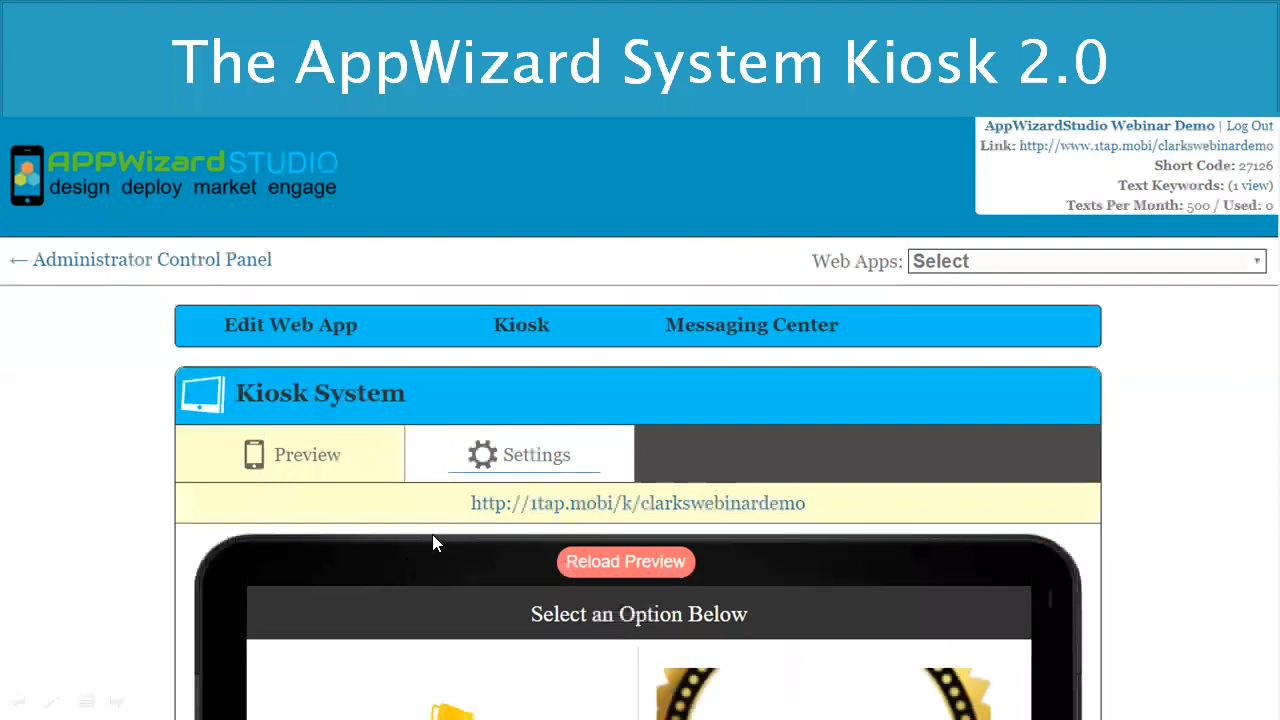 The AppWizard System Kiosk 2.0
AppWizardStudio Webinar Demo | Log Out
Link: http://www.1tap.mobi/clarkswebinardemo
Short Code: 27126
Text Keywords: (1 view)
Texts Per Month: 500 / Used: 0
APPWizardSTUDIO
design deploy market engage
← Administrator Control Panel
Web Apps: Select
Edit Web App Kiosk Messaging Center
Kiosk System
Preview Settings
http://1tap.mobi/k/clarkswebinardemo
Reload Preview
Select an Option Below